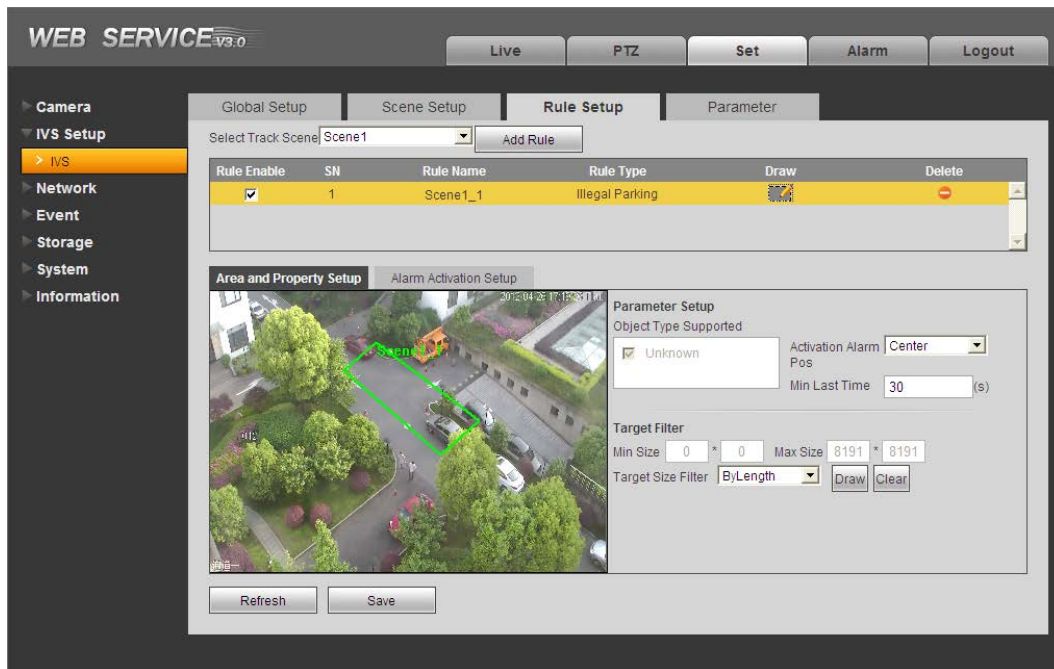 WEB SERVICE V3.0
Live PTZ Set Alarm Logout
Camera
IVS Setup
> IVS
Network
Event
Storage
System
Information
Global Setup Scene Setup Rule Setup Parameter
Select Track Scene Scene1 Add Rule
Rule Enable SN Rule Name Rule Type Draw Delete
1 Scene1_1 Illegal Parking
Area and Property Setup Alarm Activation Setup
Parameter Setup
Object Type Supported
Unknown
Activation Alarm Pos Center
Min Last Time 30 (s)
Target Filter
Min Size 0 * 0 Max Size 8191 * 8191
Target Size Filter ByLength Draw Clear
Refresh Save